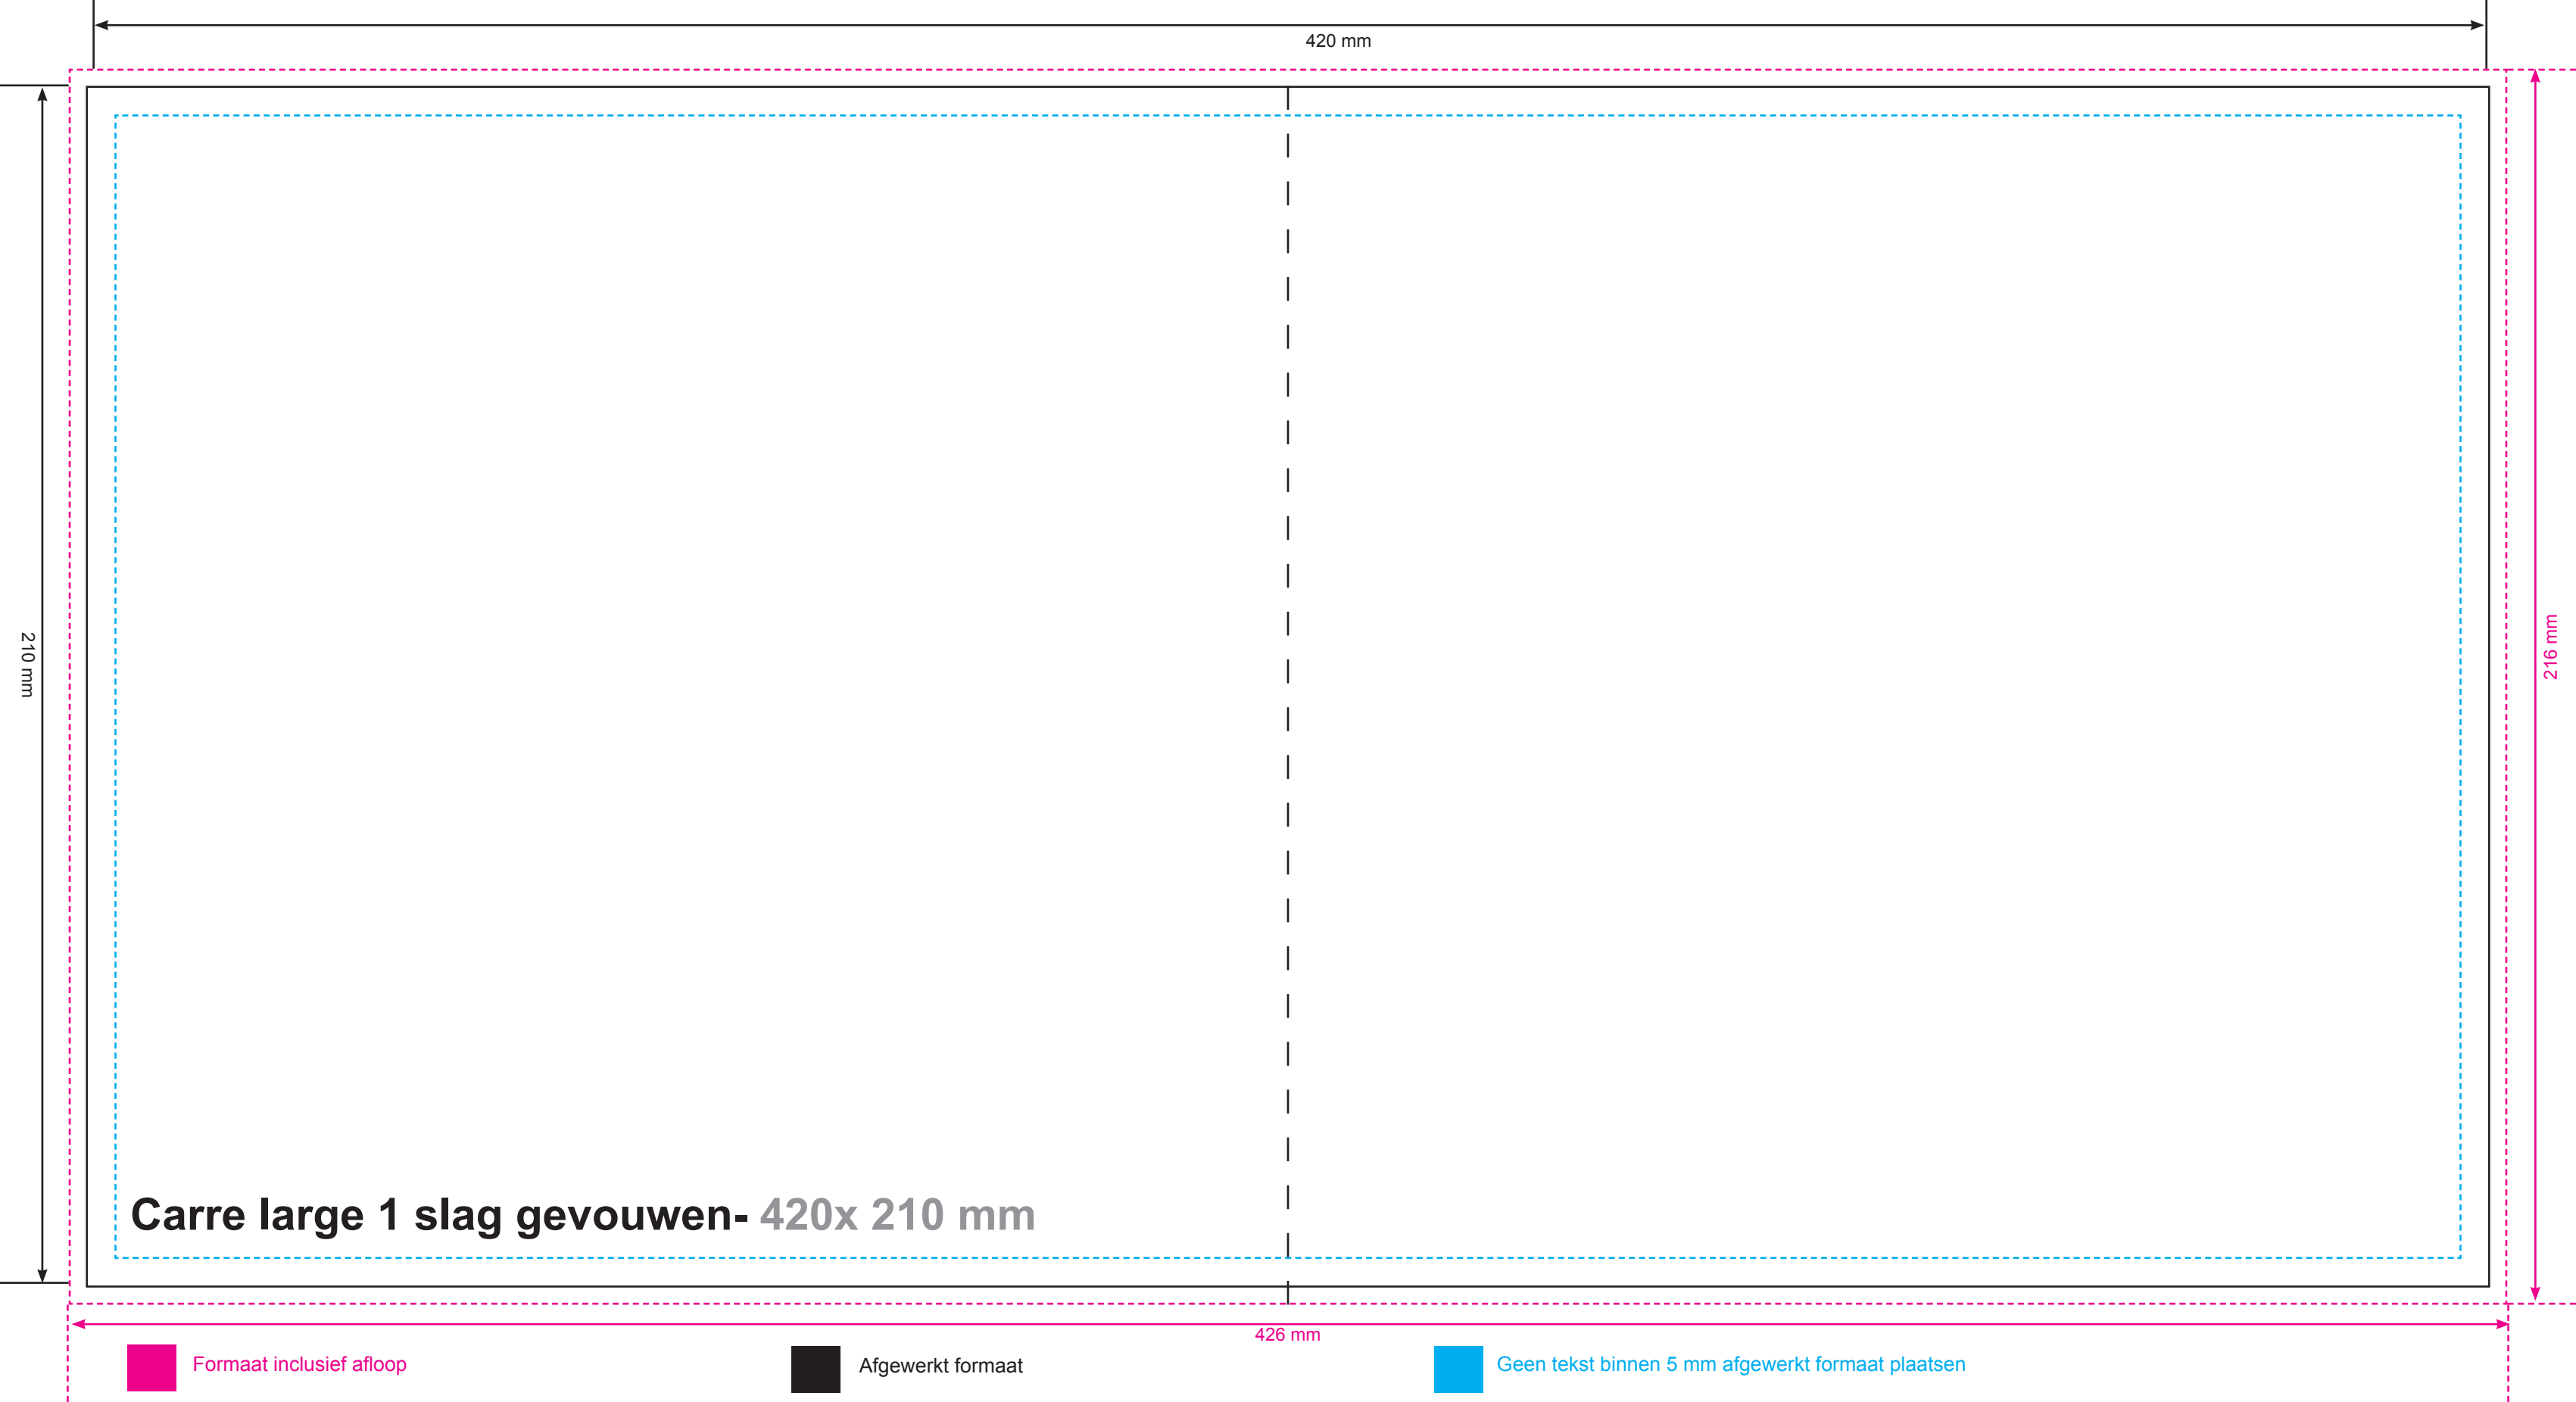 420 mm
210 mm
216 mm
Carre large 1 slag gevouwen- 420x 210 mm
426 mm
Formaat inclusief afloop
Afgewerkt formaat
Geen tekst binnen 5 mm afgewerkt formaat plaatsen